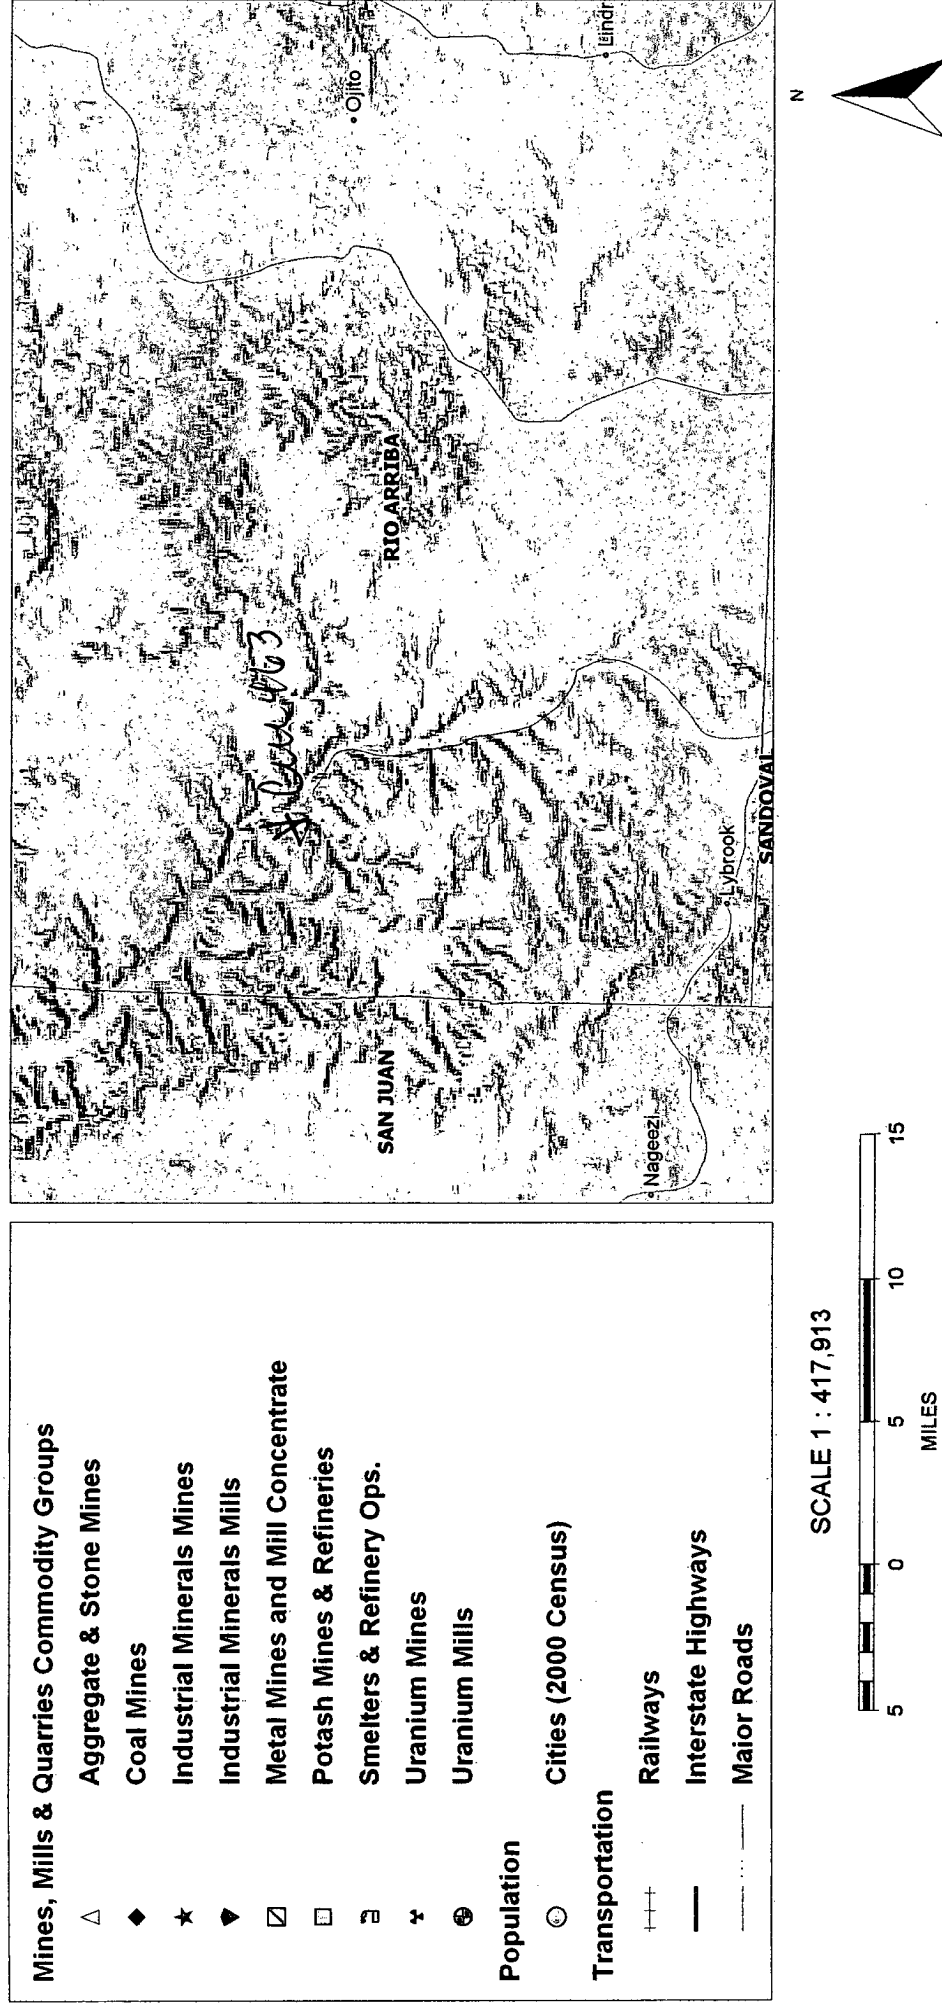 Mines, Mills & Quarries Commodity Groups
Aggregate & Stone Mines
Coal Mines
Industrial Minerals Mines
Industrial Minerals Mills
Metal Mines and Mill Concentrate
Potash Mines & Refineries
Smelters & Refinery Ops.
Uranium Mines
Uranium Mills
Population
Cities (2000 Census)
Transportation
Railways
Interstate Highways
Major Roads
Ojito
Lindr
RIO ARRIBA
SAN JUAN
Nageezi
Lybrook
SANDOVAL
SCALE 1 : 417,913
5 0 5 10 15
MILES
N